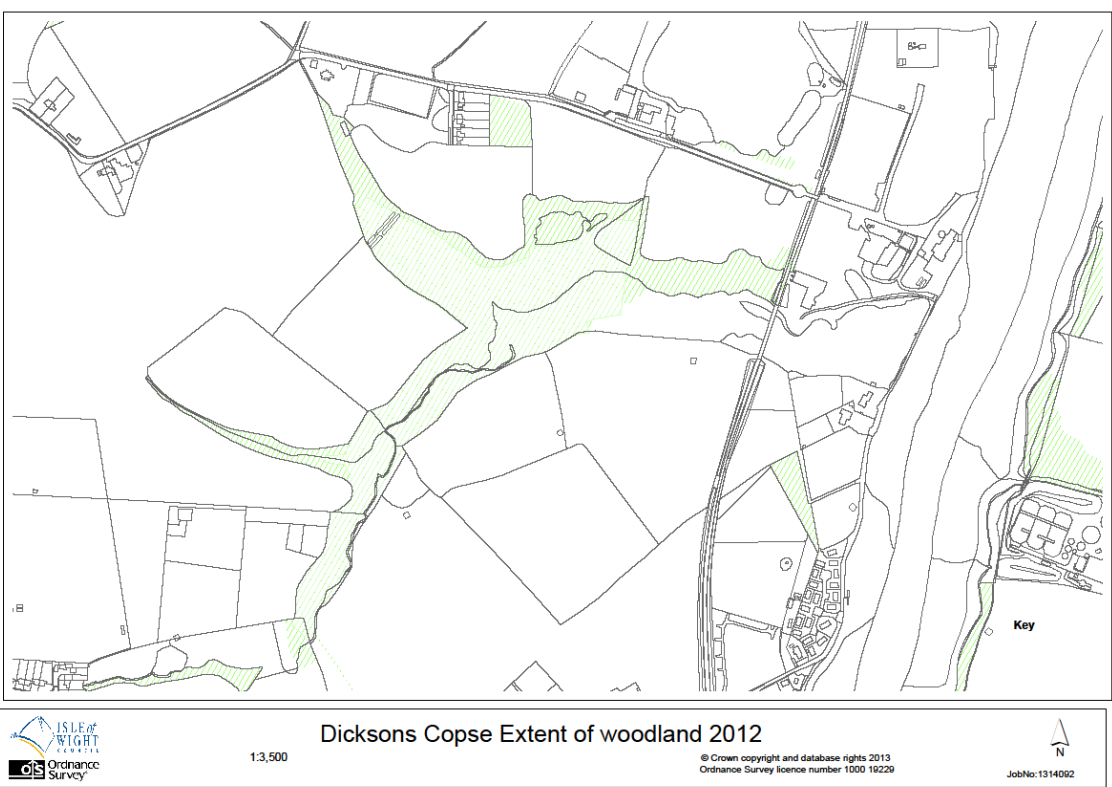 Key
ISLE of
WIGHT
COUNCIL
OS Ordnance
Survey®
1:3,500
Dicksons Copse Extent of woodland 2012
© Crown copyright and database rights 2013
Ordnance Survey licence number 1000 19229
N
JobNo:1314092